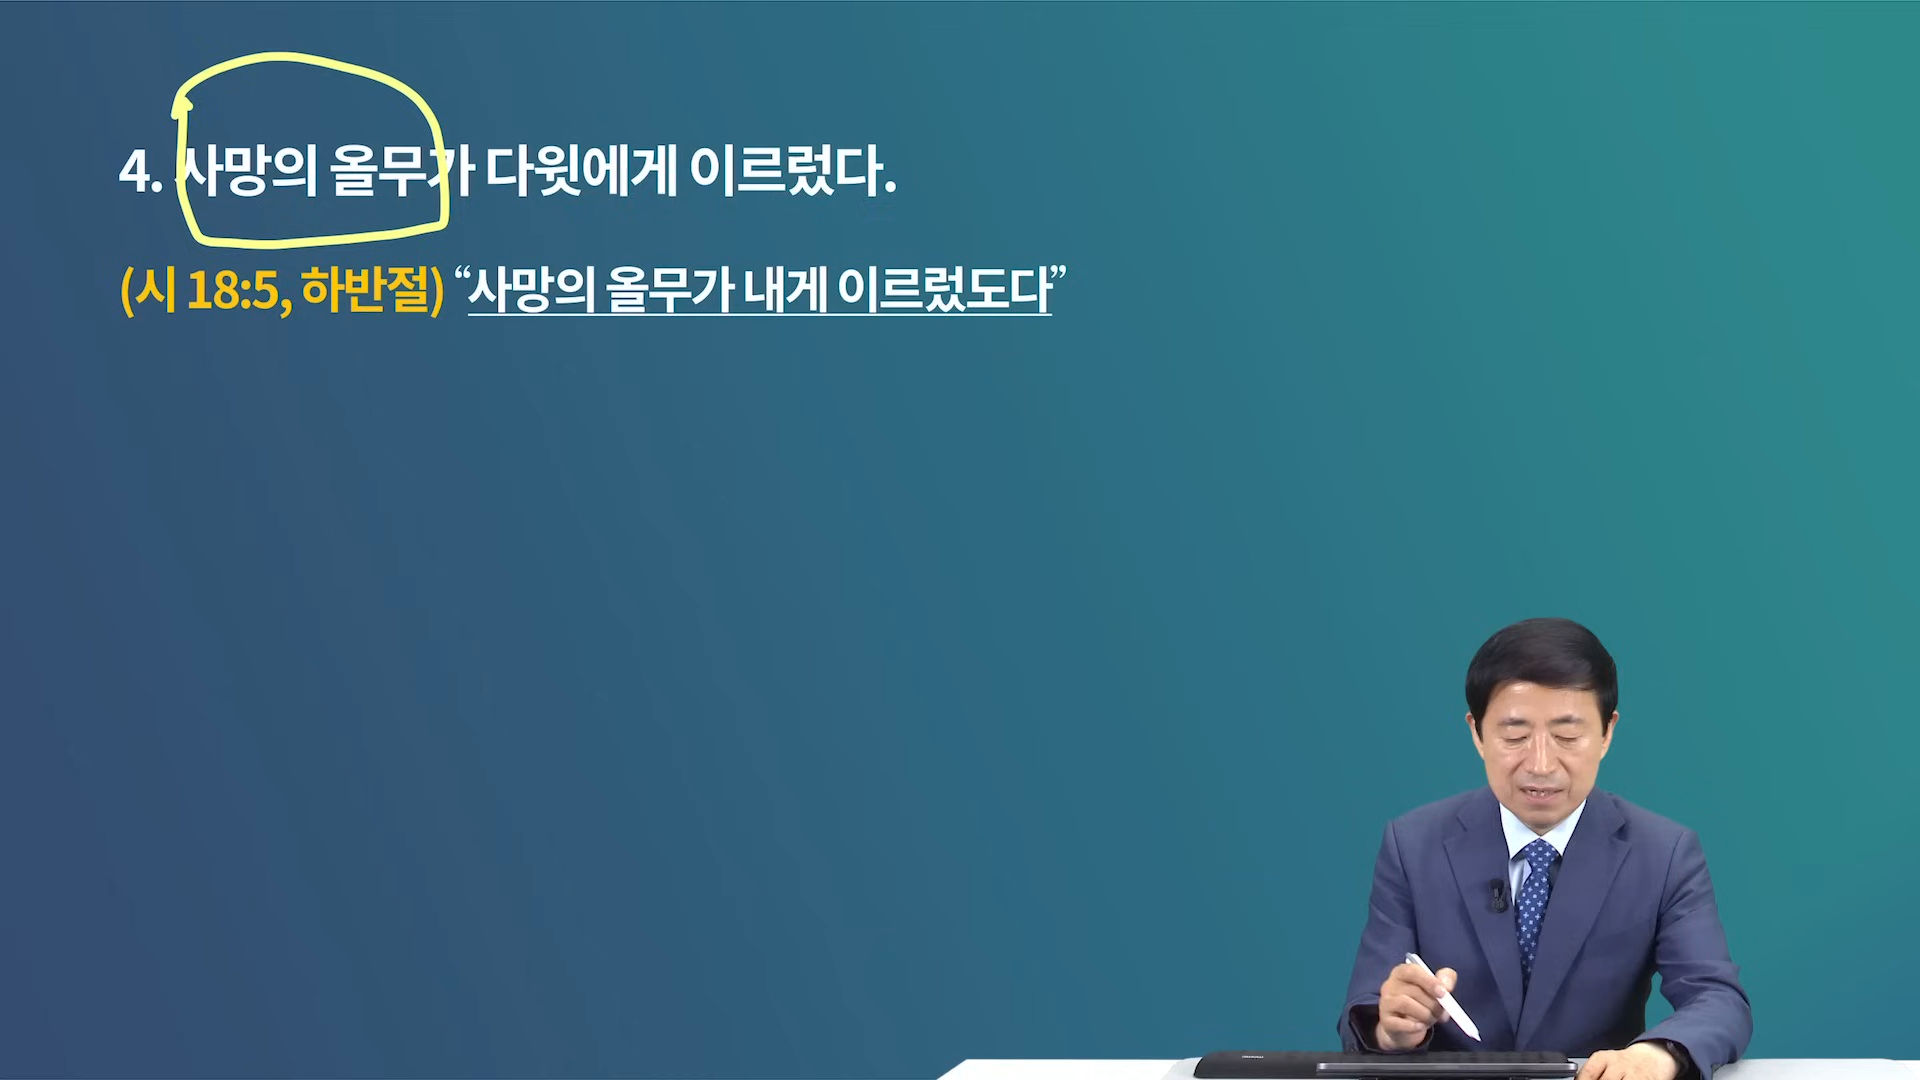 4. 사망의 올무가 다윗에게 이르렀다.
(시 18:5, 하반절) “사망의 올무가 내게 이르렀도다”